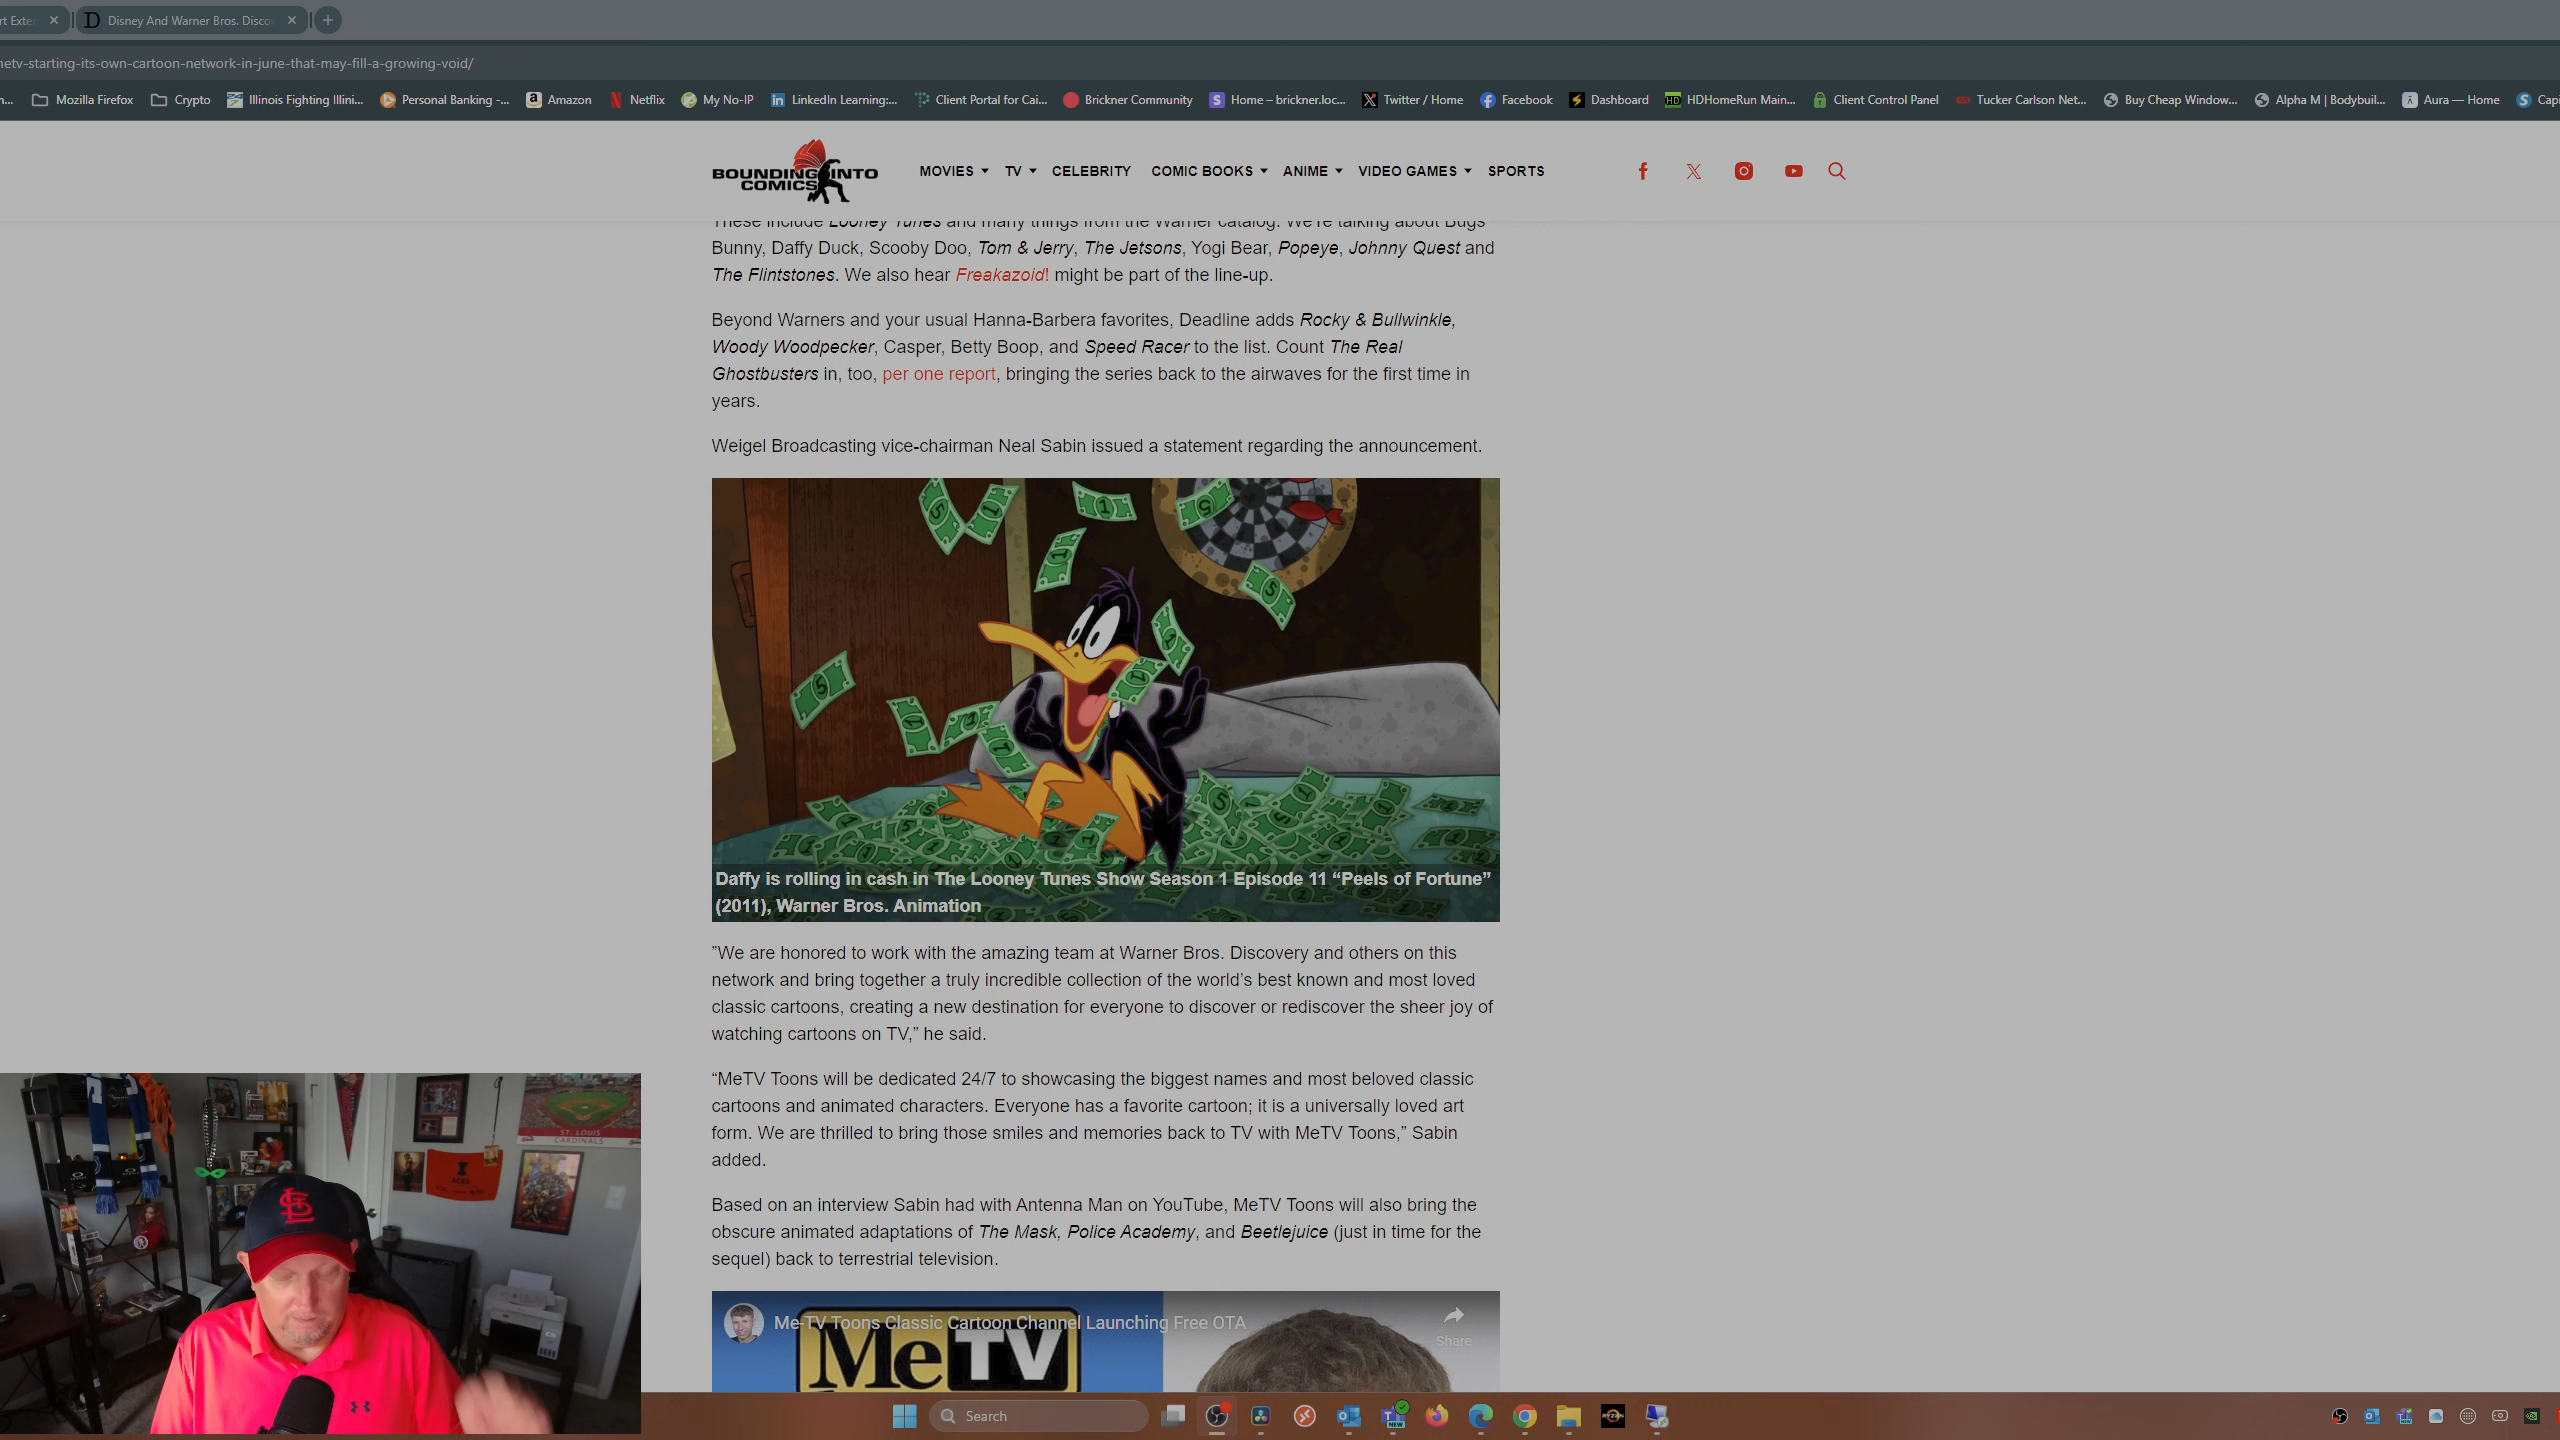 rt Exte
Disney And Warner Bros. Disco
netv-starting-its-own-cartoon-network-in-june-that-may-fill-a-growing-void/
n...
Mozilla Firefox
Crypto
Illinois Fighting Illini...
Personal Banking -...
Amazon
Netflix
My No-IP
LinkedIn Learning:...
Client Portal for Cai...
Brickner Community
Home – brickner.loc...
Twitter / Home
Facebook
Dashboard
HDHomeRun Main...
Client Control Panel
Tucker Carlson Net...
Buy Cheap Window...
Alpha M | Bodybuil...
Aura — Home
Capi
BOUNDING INTO
COMICS
MOVIES
TV
CELEBRITY
COMIC BOOKS
ANIME
VIDEO GAMES
SPORTS
These include Looney Tunes and many things from the Warner catalog. We're talking about Bugs
Bunny, Daffy Duck, Scooby Doo, Tom & Jerry, The Jetsons, Yogi Bear, Popeye, Johnny Quest and
The Flintstones. We also hear Freakazoid! might be part of the line-up.
Beyond Warners and your usual Hanna-Barbera favorites, Deadline adds Rocky & Bullwinkle,
Woody Woodpecker, Casper, Betty Boop, and Speed Racer to the list. Count The Real
Ghostbusters in, too, per one report, bringing the series back to the airwaves for the first time in
years.
Weigel Broadcasting vice-chairman Neal Sabin issued a statement regarding the announcement.
Daffy is rolling in cash in The Looney Tunes Show Season 1 Episode 11 “Peels of Fortune”
(2011), Warner Bros. Animation
”We are honored to work with the amazing team at Warner Bros. Discovery and others on this
network and bring together a truly incredible collection of the world’s best known and most loved
classic cartoons, creating a new destination for everyone to discover or rediscover the sheer joy of
watching cartoons on TV,” he said.
“MeTV Toons will be dedicated 24/7 to showcasing the biggest names and most beloved classic
cartoons and animated characters. Everyone has a favorite cartoon; it is a universally loved art
form. We are thrilled to bring those smiles and memories back to TV with MeTV Toons,” Sabin
added.
Based on an interview Sabin had with Antenna Man on YouTube, MeTV Toons will also bring the
obscure animated adaptations of The Mask, Police Academy, and Beetlejuice (just in time for the
sequel) back to terrestrial television.
Me-TV Toons Classic Cartoon Channel Launching Free OTA
Share
MeTV
ST. LOUIS
CARDINALS
Search
NEW